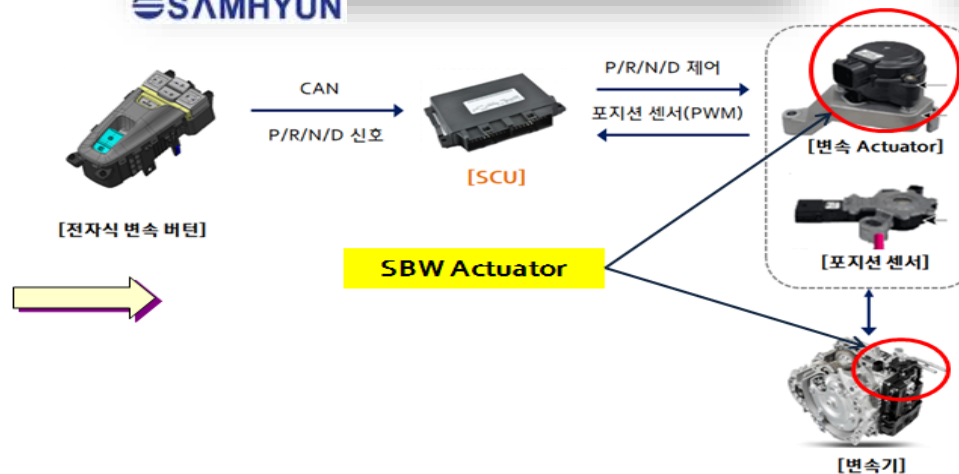 SAMHYUN
CAN
P/R/N/D 신호
P/R/N/D 제어
포지션 센서(PWM)
[변속 Actuator]
[SCU]
[전자식 변속 버턴]
SBW Actuator
[포지션 센서]
[변속기]